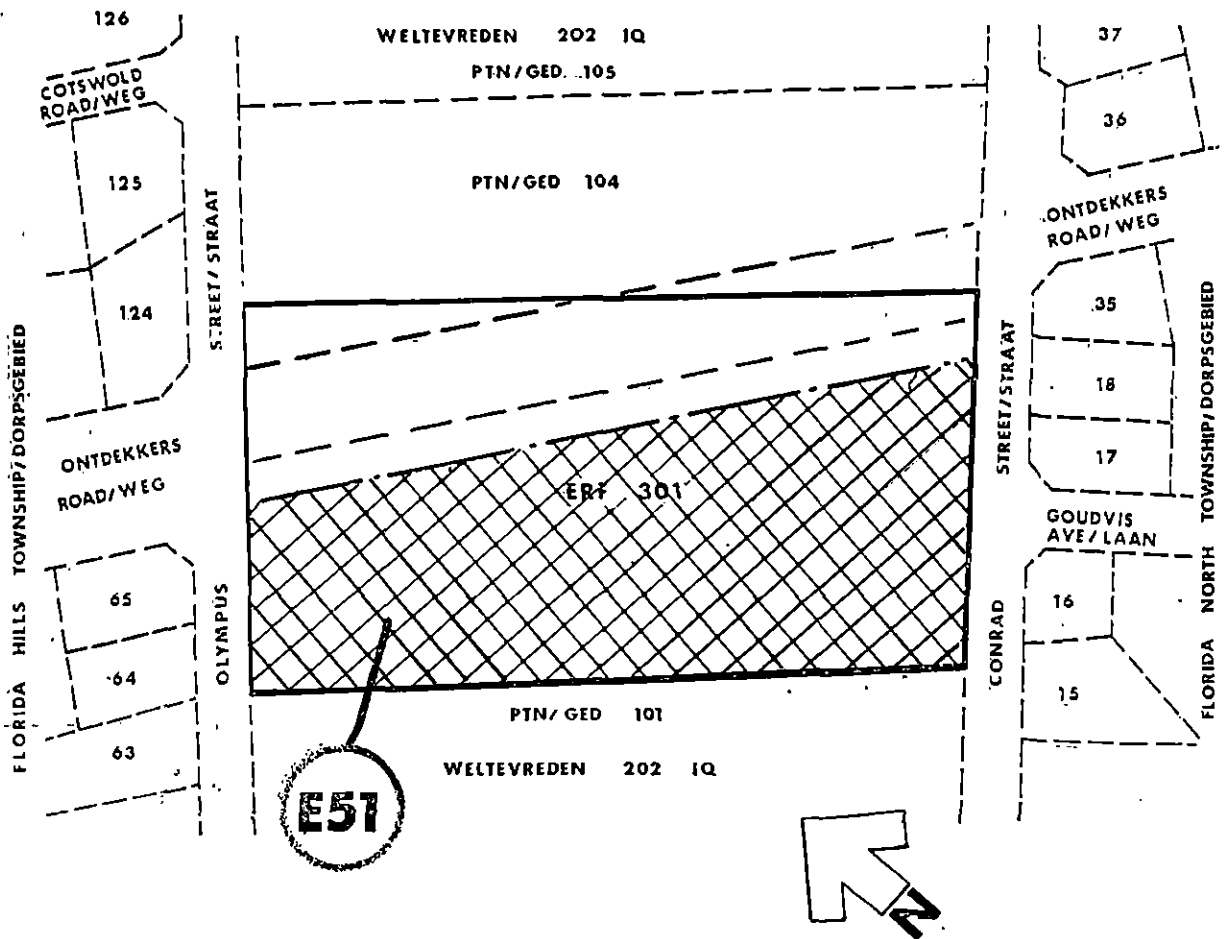 126
WELTEVREDEN 202 IQ
37
PTN/GED. 105
COTSWOLD
ROAD/WEG
36
125
PTN/GED 104
ONTDEKKERS
ROAD/WEG
STREET/STRAAT
124
35
18
17
STREET/STRAAT
FLORIDA HILLS TOWNSHIP/DORPSGEBIED
FLORIDA NORTH TOWNSHIP/DORPSGEBIED
ONTDEKKERS
ROAD/WEG
ERF 301
GOUDVIS
AVE/LAAN
65
16
OLYMPUS
CONRAD
64
15
PTN/GED 101
63
WELTEVREDEN 202 IQ
E51
N